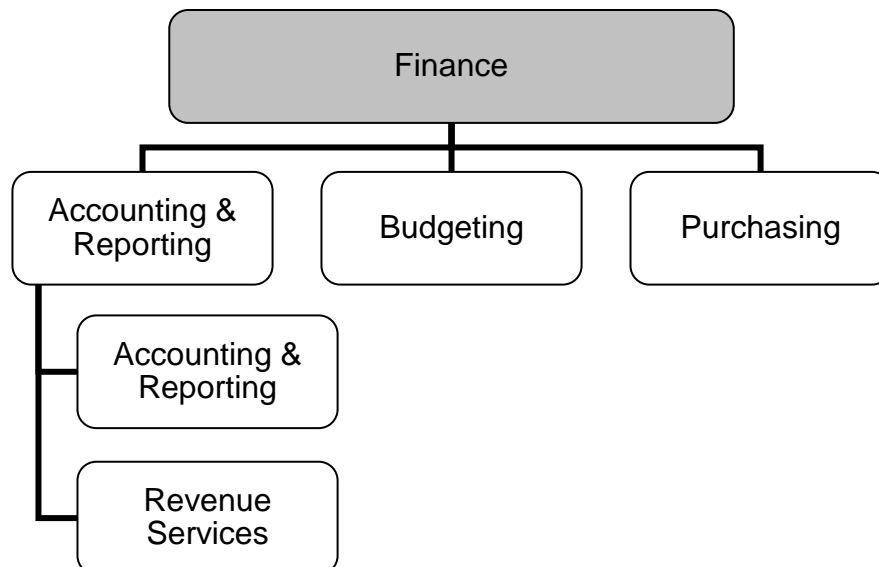 Finance
Accounting &
Reporting
Budgeting
Purchasing
Accounting &
Reporting
Revenue
Services